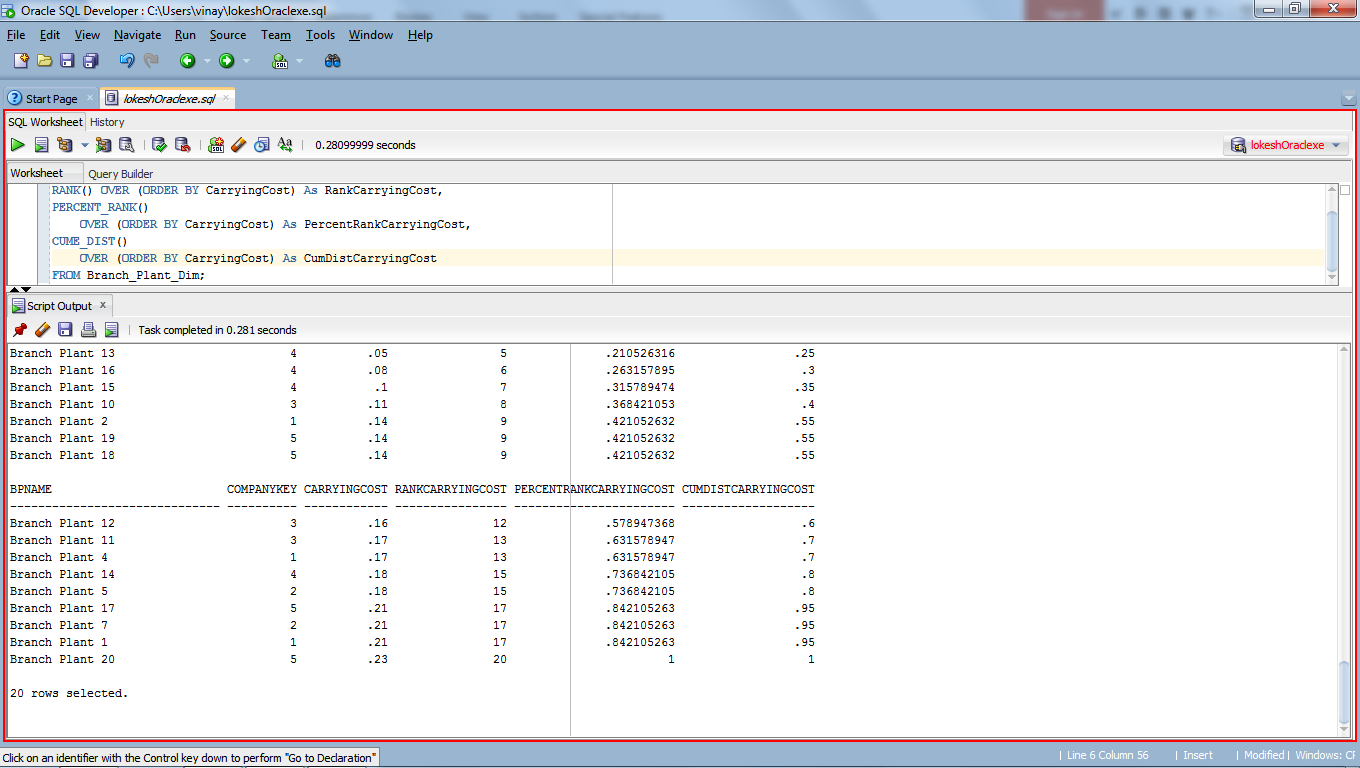 Oracle SQL Developer : C:\Users\vinay\lokeshOraclexe.sql
File Edit View Navigate Run Source Team Tools Window Help
Start Page lokeshOraclexe.sql
SQL Worksheet History
0.28099999 seconds lokeshOraclexe
Worksheet Query Builder
RANK() OVER (ORDER BY CarryingCost) As RankCarryingCost,
PERCENT_RANK()
OVER (ORDER BY CarryingCost) As PercentRankCarryingCost,
CUME_DIST()
OVER (ORDER BY CarryingCost) As CumDistCarryingCost
FROM Branch_Plant_Dim;
Script Output x
Task completed in 0.281 seconds
Branch Plant 13 4 .05 5 .210526316 .25
Branch Plant 16 4 .08 6 .263157895 .3
Branch Plant 15 4 .1 7 .315789474 .35
Branch Plant 10 3 .11 8 .368421053 .4
Branch Plant 2 1 .14 9 .421052632 .55
Branch Plant 19 5 .14 9 .421052632 .55
Branch Plant 18 5 .14 9 .421052632 .55
BPNAME COMPANYKEY CARRYINGCOST RANKCARRYINGCOST PERCENTRANKCARRYINGCOST CUMDISTCARRYINGCOST
------------------------------ ---------- ------------ ---------------- ----------------------- -------------------
Branch Plant 12 3 .16 12 .578947368 .6
Branch Plant 11 3 .17 13 .631578947 .7
Branch Plant 4 1 .17 13 .631578947 .7
Branch Plant 14 4 .18 15 .736842105 .8
Branch Plant 5 2 .18 15 .736842105 .8
Branch Plant 17 5 .21 17 .842105263 .95
Branch Plant 7 2 .21 17 .842105263 .95
Branch Plant 1 1 .21 17 .842105263 .95
Branch Plant 20 5 .23 20 1 1
20 rows selected.
Click on an identifier with the Control key down to perform "Go to Declaration" | Line 6 Column 56 | Insert | Modified | Windows: CF